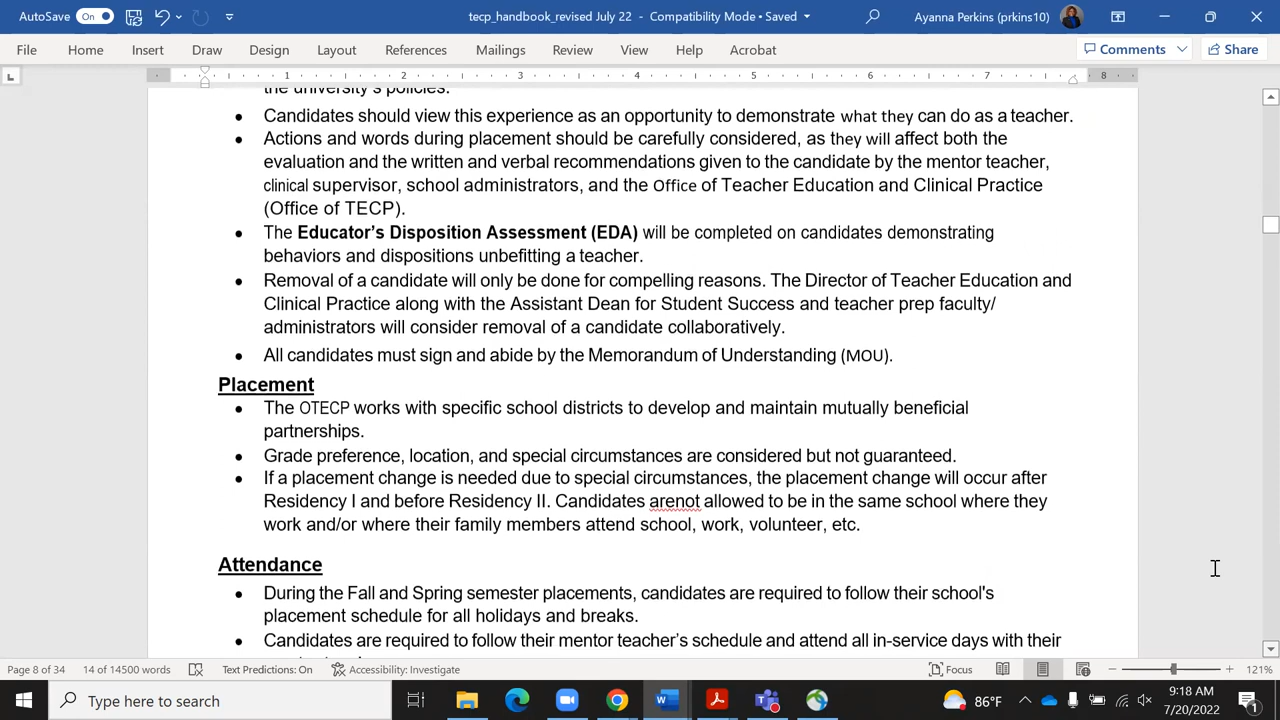 AutoSave On tecp_handbook_revised July 22 - Compatibility Mode • Saved Ayanna Perkins (prkins10)
File Home Insert Draw Design Layout References Mailings Review View Help Acrobat Comments Share
1 2 3 4 5 6 7 8
the university's policies.
• Candidates should view this experience as an opportunity to demonstrate what they can do as a teacher.
• Actions and words during placement should be carefully considered, as they will affect both the
evaluation and the written and verbal recommendations given to the candidate by the mentor teacher,
clinical supervisor, school administrators, and the Office of Teacher Education and Clinical Practice
(Office of TECP).
• The Educator's Disposition Assessment (EDA) will be completed on candidates demonstrating
behaviors and dispositions unbefitting a teacher.
• Removal of a candidate will only be done for compelling reasons. The Director of Teacher Education and
Clinical Practice along with the Assistant Dean for Student Success and teacher prep faculty/
administrators will consider removal of a candidate collaboratively.
• All candidates must sign and abide by the Memorandum of Understanding (MOU).
Placement
• The OTECP works with specific school districts to develop and maintain mutually beneficial
partnerships.
• Grade preference, location, and special circumstances are considered but not guaranteed.
• If a placement change is needed due to special circumstances, the placement change will occur after
Residency I and before Residency II. Candidates arenot allowed to be in the same school where they
work and/or where their family members attend school, work, volunteer, etc.
Attendance
• During the Fall and Spring semester placements, candidates are required to follow their school's
placement schedule for all holidays and breaks.
• Candidates are required to follow their mentor teacher's schedule and attend all in-service days with their
Page 8 of 34 14 of 14500 words Text Predictions: On Accessibility: Investigate Focus 121%
Type here to search 86°F 9:18 AM
7/20/2022 1